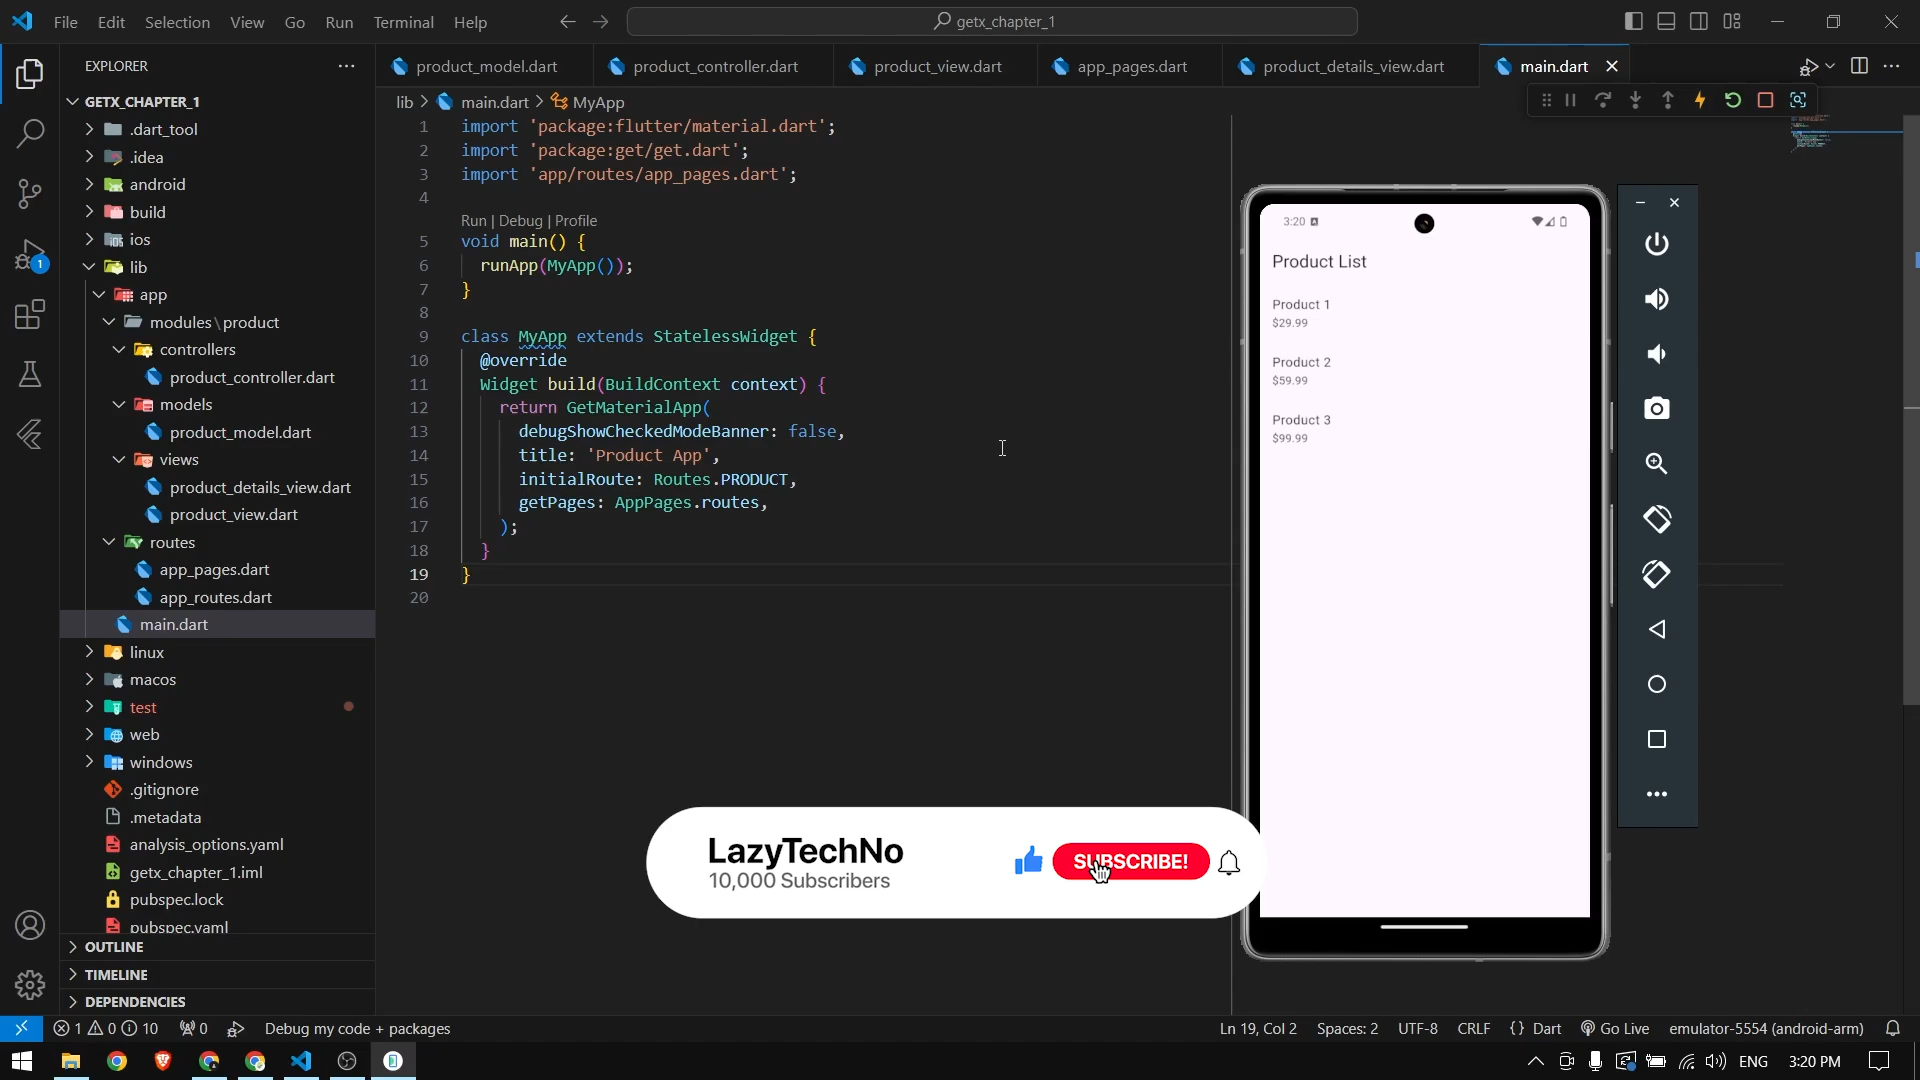 File Edit Selection View Go Run Terminal Help
getx_chapter_1
EXPLORER
product_model.dart product_controller.dart product_view.dart app_pages.dart product_details_view.dart main.dart
lib > main.dart > MyApp
GETX_CHAPTER_1
.dart_tool
.idea
android
build
ios
lib
app
modules\product
controllers
product_controller.dart
models
product_model.dart
views
product_details_view.dart
product_view.dart
routes
app_pages.dart
app_routes.dart
main.dart
linux
macos
test
web
windows
.gitignore
.metadata
analysis_options.yaml
getx_chapter_1.iml
pubspec.lock
pubspec.yaml
OUTLINE
TIMELINE
DEPENDENCIES
1
1 import 'package:flutter/material.dart';
2 import 'package:get/get.dart';
3 import 'app/routes/app_pages.dart';
4
Run | Debug | Profile
5 void main() {
6 runApp(MyApp());
7 }
8
9 class MyApp extends StatelessWidget {
10 @override
11 Widget build(BuildContext context) {
12 return GetMaterialApp(
13 debugShowCheckedModeBanner: false,
14 title: 'Product App',
15 initialRoute: Routes.PRODUCT,
16 getPages: AppPages.routes,
17 );
18 }
19 }
20
3:20
Product List
Product 1
$29.99
Product 2
$59.99
Product 3
$99.99
LazyTechNo
10,000 Subscribers
SUBSCRIBE!
1 0 10 0 Debug my code + packages
Ln 19, Col 2 Spaces: 2 UTF-8 CRLF {} Dart Go Live emulator-5554 (android-arm)
ENG 3:20 PM